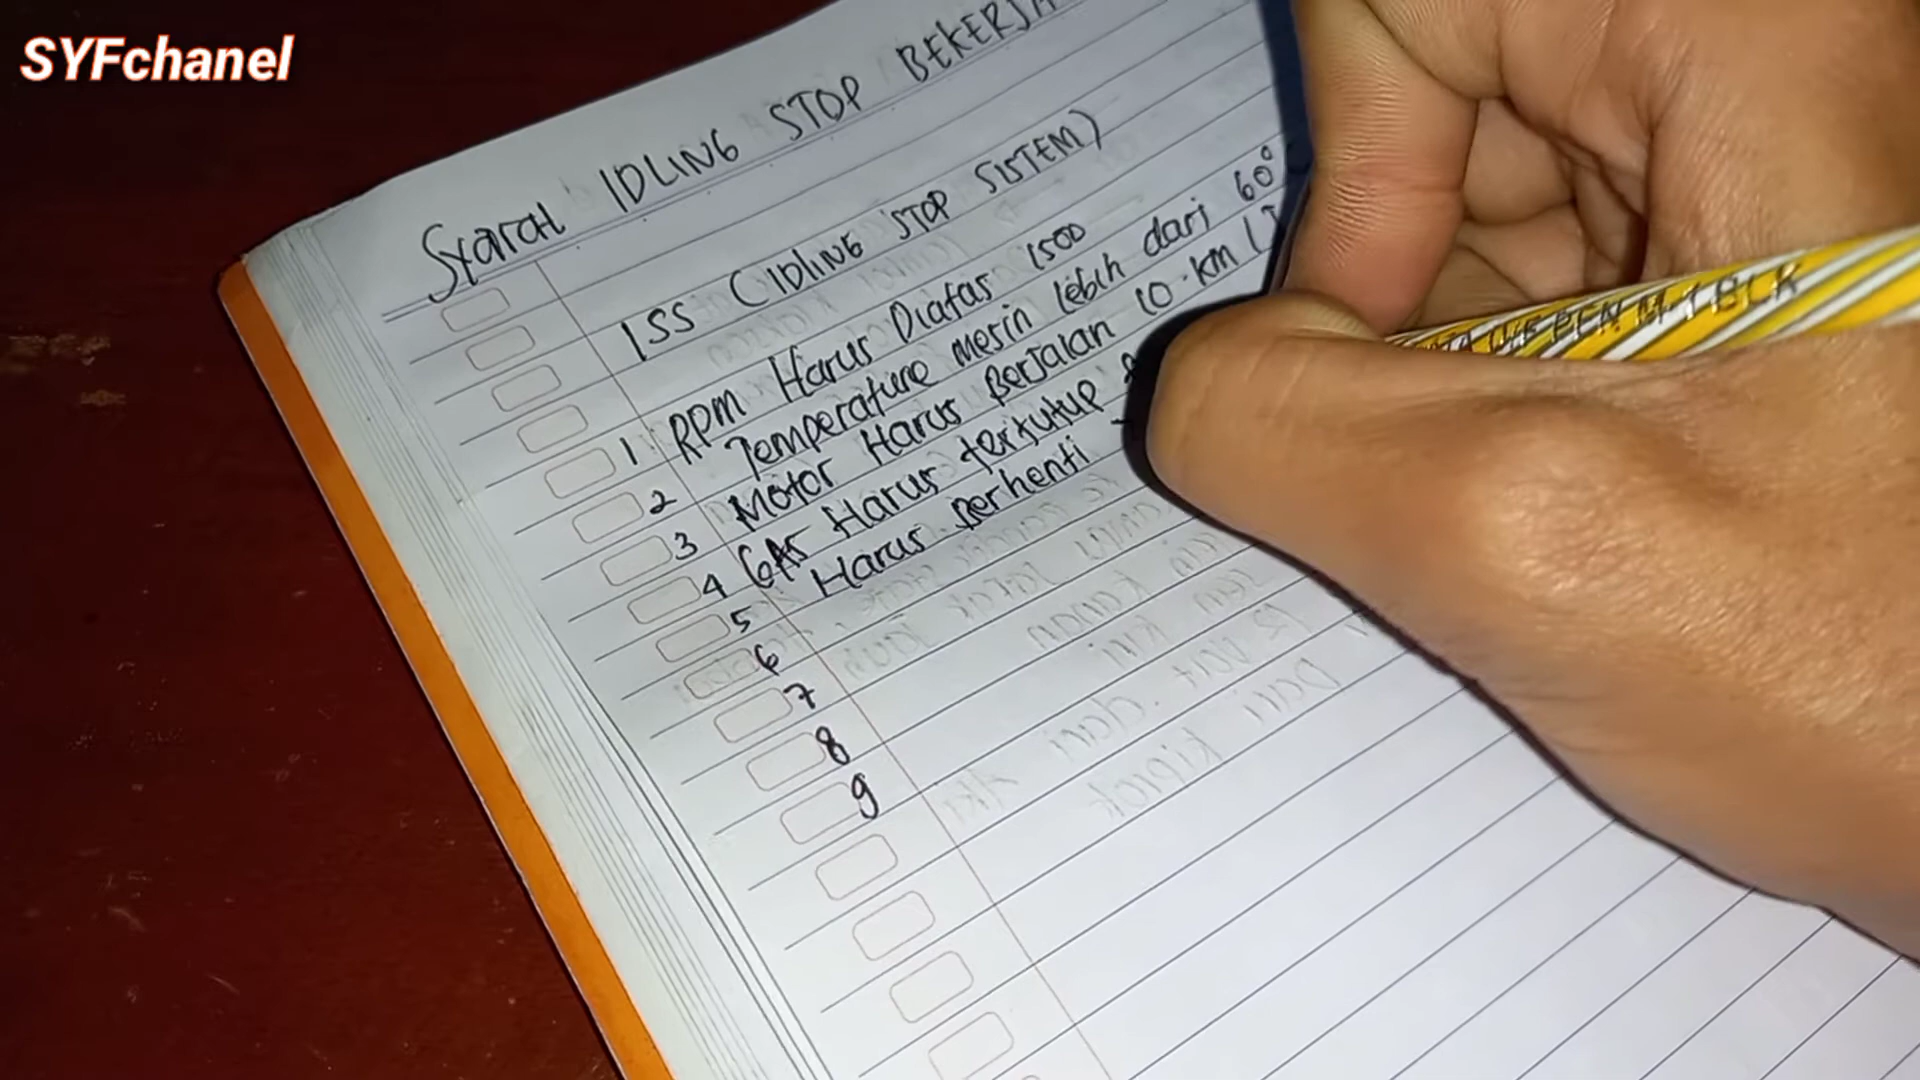 SYFchanel
Syarat IDLING STOP BEKERJA
ISS (IDLING STOP SISTEM)
1 RPM Harus Diatas 1500
2 Temperature mesin lebih dari 60°
3 Motor Harus Berjalan 10 KM
4 GAS Harus tertutup
5 Harus Berhenti
6
7
8
9